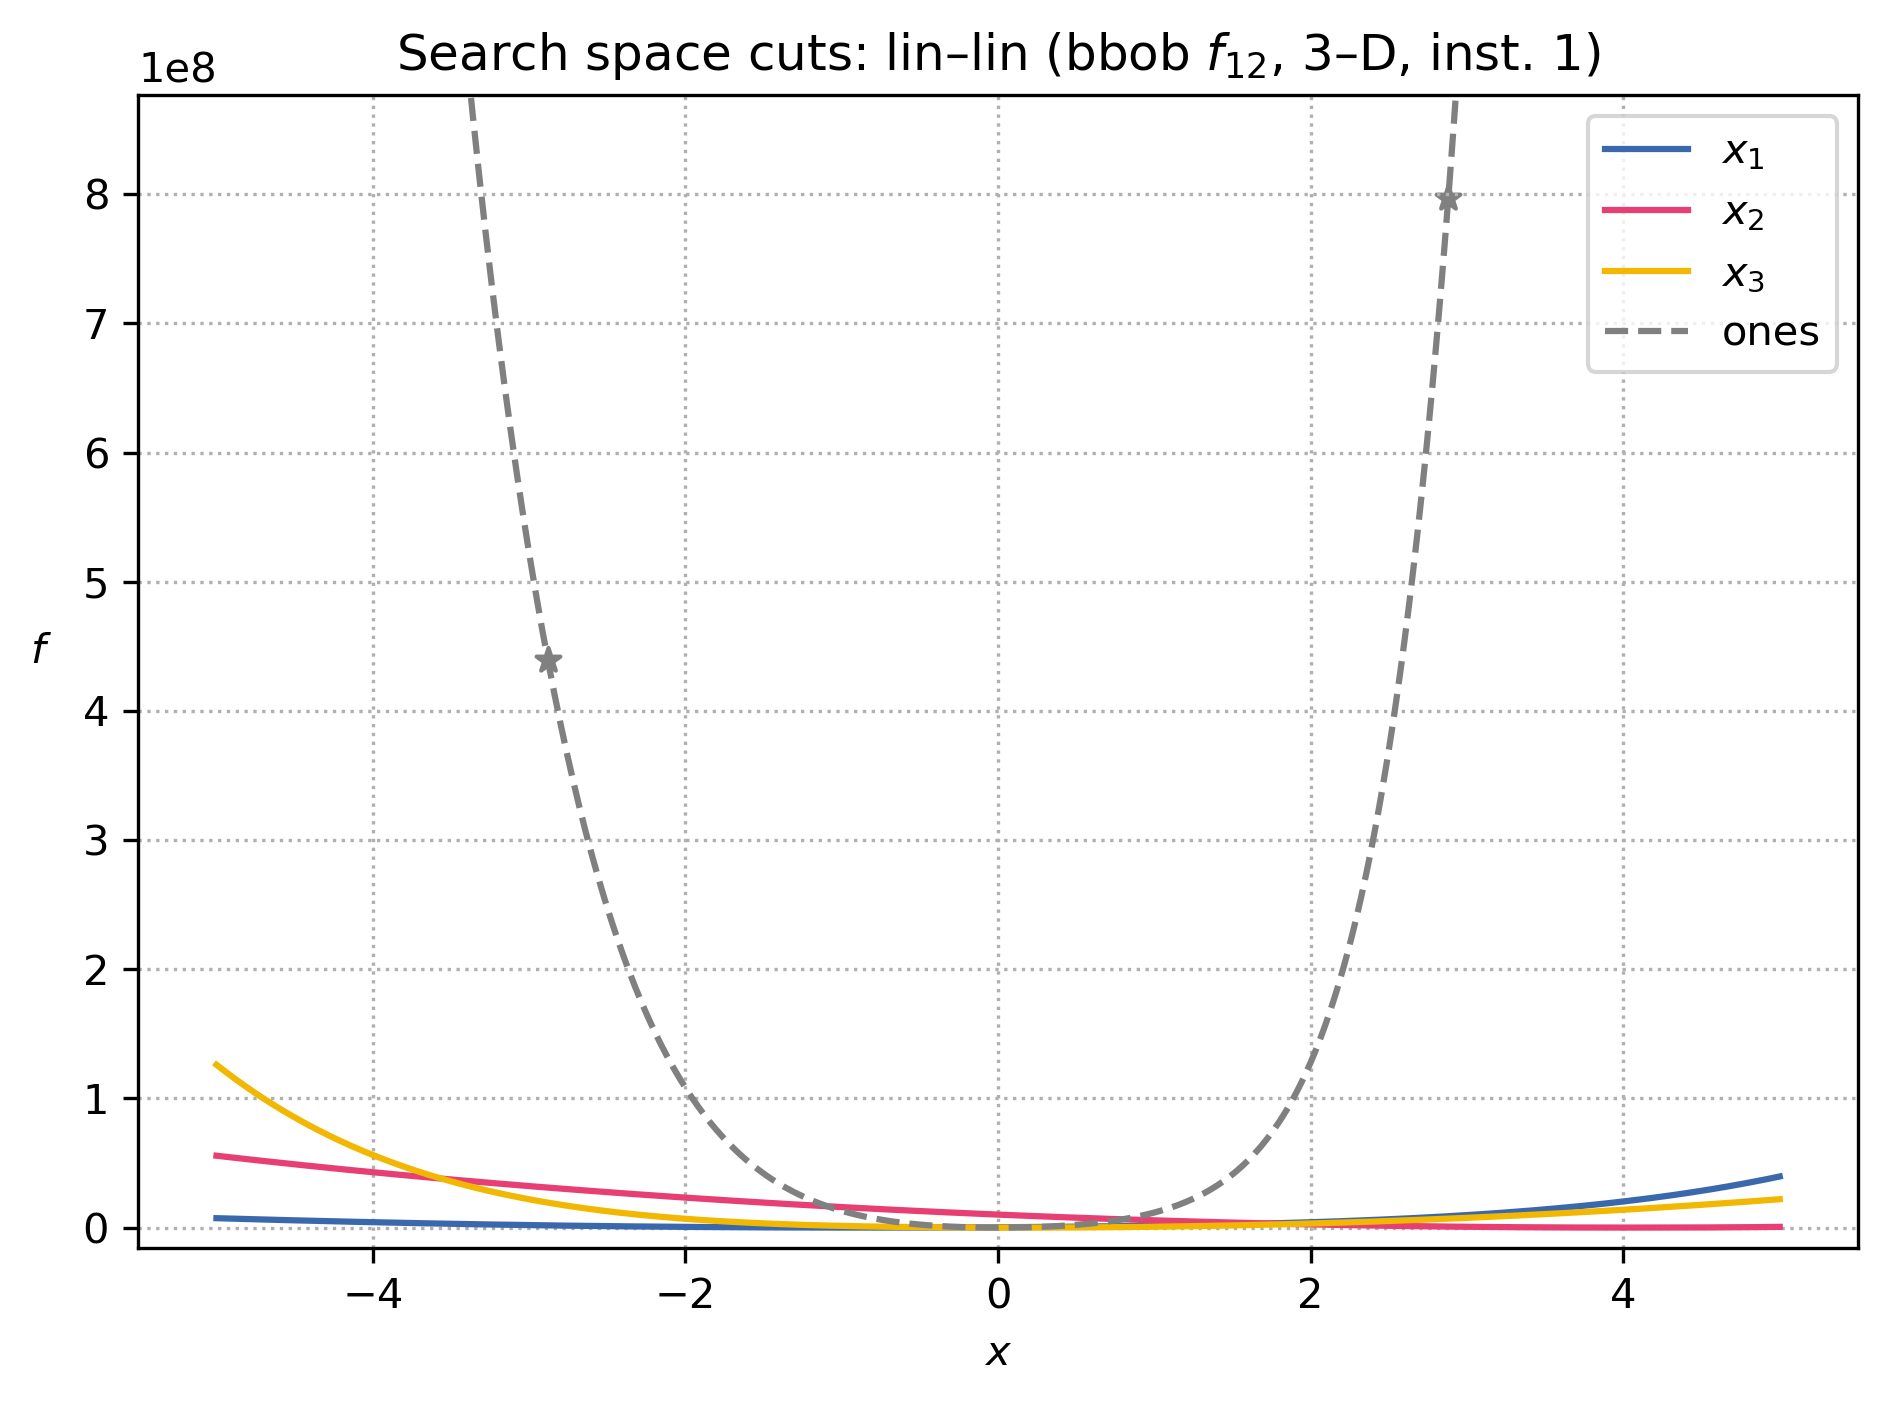 Search space cuts: lin–lin (bbob f₁₂, 3–D, inst. 1)
1e8
8
7
6
5
4
3
2
1
0
f
−4 −2 0 2 4
x
x₁
x₂
x₃
ones